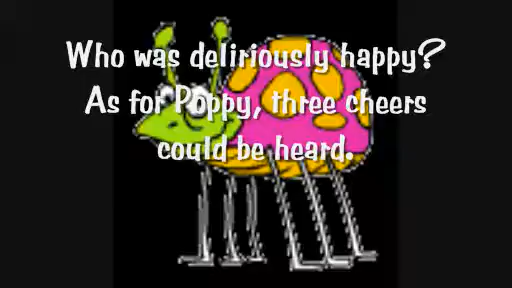 Who was deliriously happy?
As for Poppy, three cheers
could be heard.